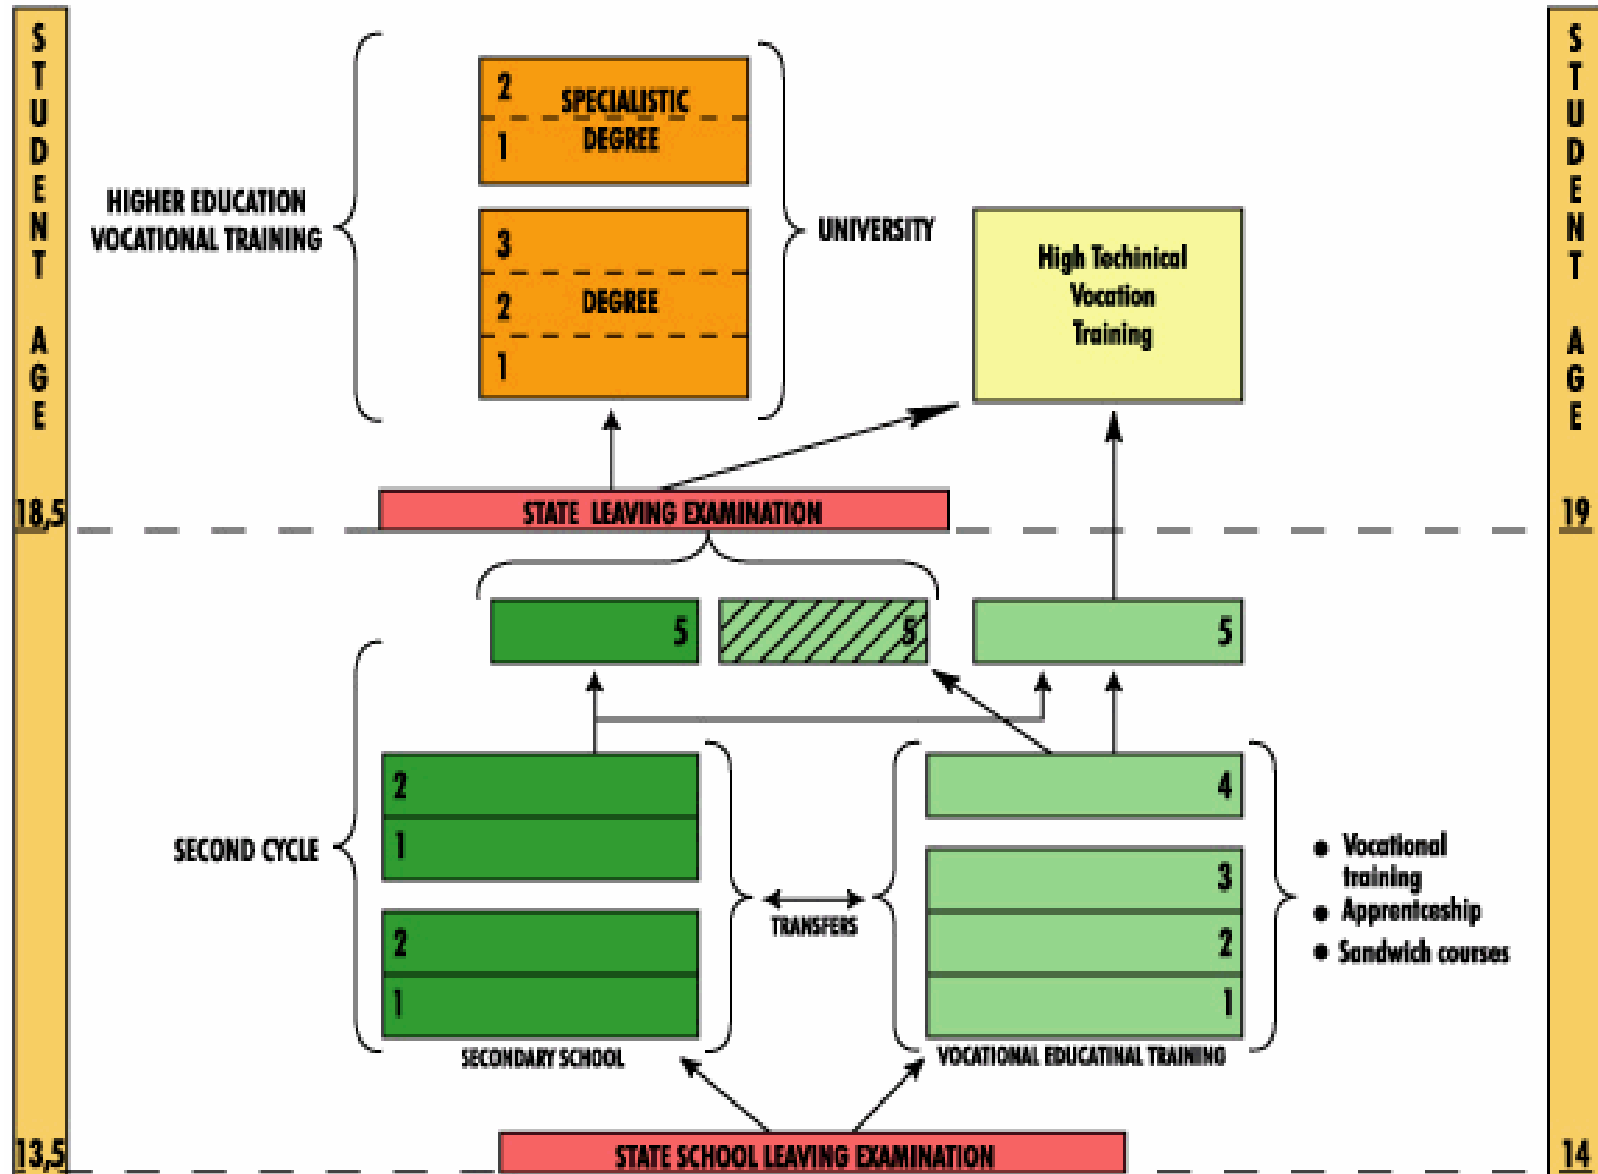 STUDENT AGE
STUDENT AGE
2
SPECIALISTIC
DEGREE
1
HIGHER EDUCATION
VOCATIONAL TRAINING
3
2
DEGREE
1
UNIVERSITY
High Techinical
Vocation
Training
18,5
STATE LEAVING EXAMINATION
19
5
5
5
SECOND CYCLE
2
1
2
1
SECONDARY SCHOOL
TRANSFERS
4
3
2
1
VOCATIONAL EDUCATINAL TRAINING
• Vocational
training
• Apprentceship
• Sandwich courses
13,5
STATE SCHOOL LEAVING EXAMINATION
14